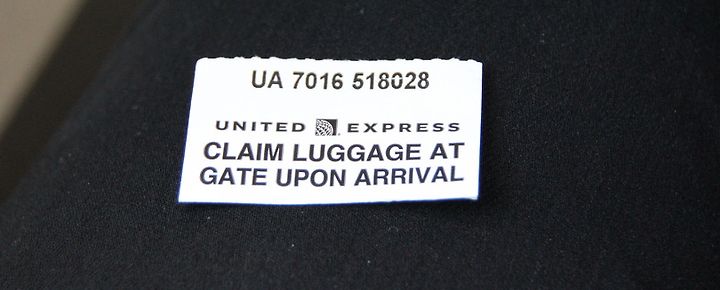 UA 7016 518028
UNITED EXPRESS
CLAIM LUGGAGE AT
GATE UPON ARRIVAL